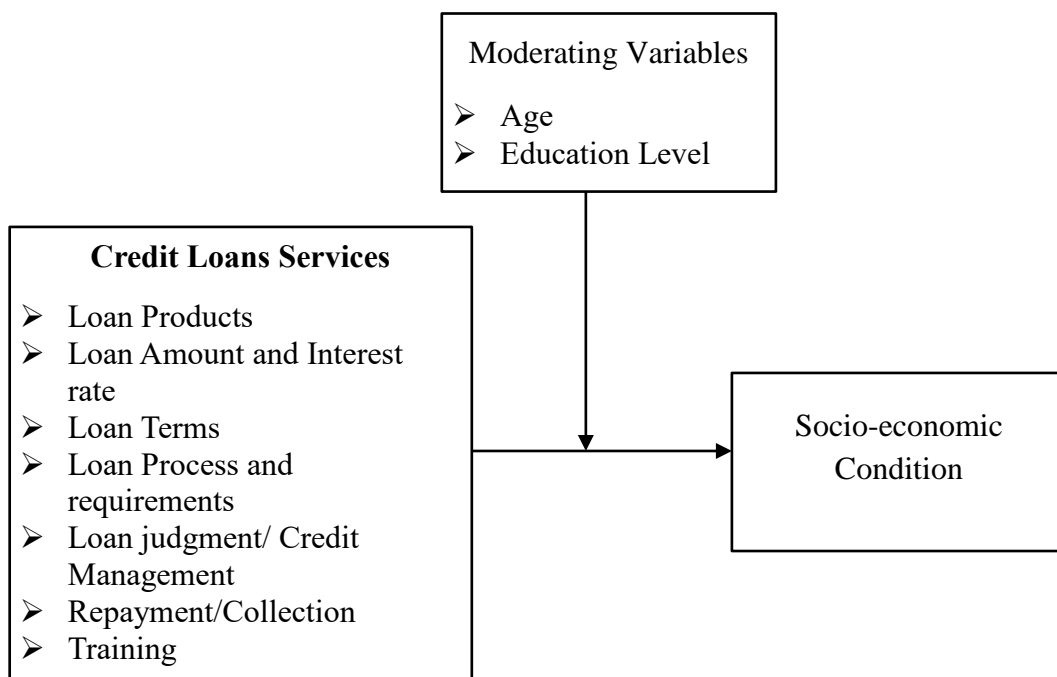 Moderating Variables
➢ Age
➢ Education Level
Credit Loans Services
➢ Loan Products
➢ Loan Amount and Interest
rate
➢ Loan Terms
➢ Loan Process and
requirements
➢ Loan judgment/ Credit
Management
➢ Repayment/Collection
➢ Training
Socio-economic
Condition